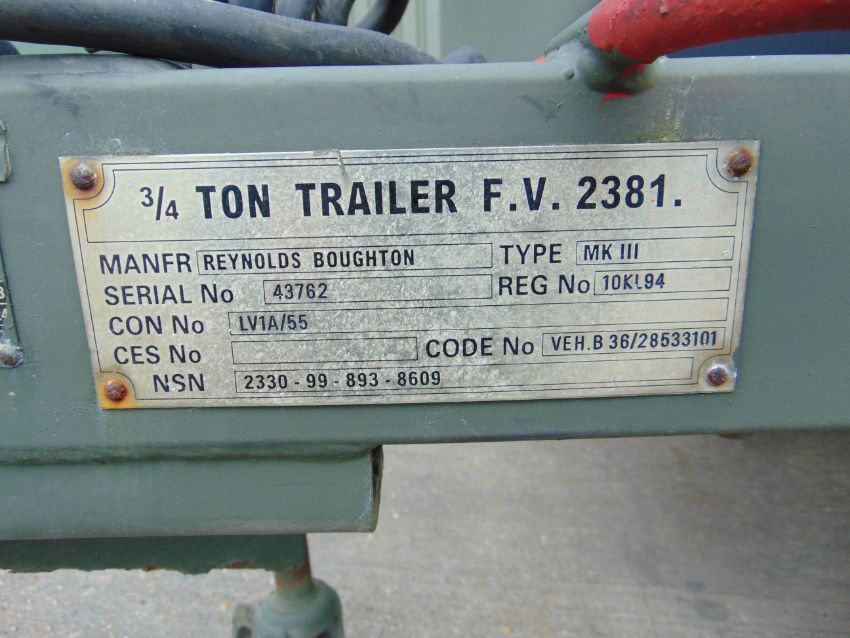 3/4 TON TRAILER F.V. 2381.
MANFR REYNOLDS BOUGHTON TYPE MK III
SERIAL No 43762 REG No 10KL94
CON No LV1A/55
CES No CODE No VEH.B 36/28533101
NSN 2330-99-893-8609